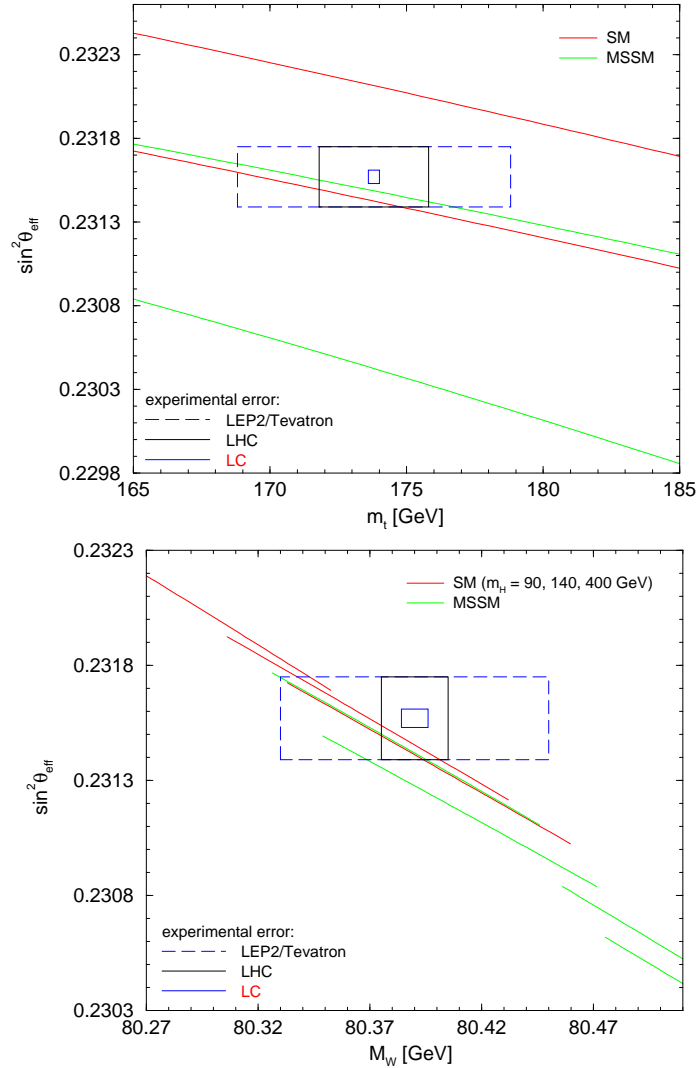 0.2323
SM
MSSM
0.2318
0.2313
sin²θeff
0.2308
0.2303
experimental error:
LEP2/Tevatron
LHC
LC
0.2298
165 170 175 180 185
mt [GeV]
0.2323
SM (mH = 90, 140, 400 GeV)
MSSM
0.2318
0.2313
sin²θeff
0.2308
experimental error:
LEP2/Tevatron
LHC
LC
0.2303
80.27 80.32 80.37 80.42 80.47
MW [GeV]